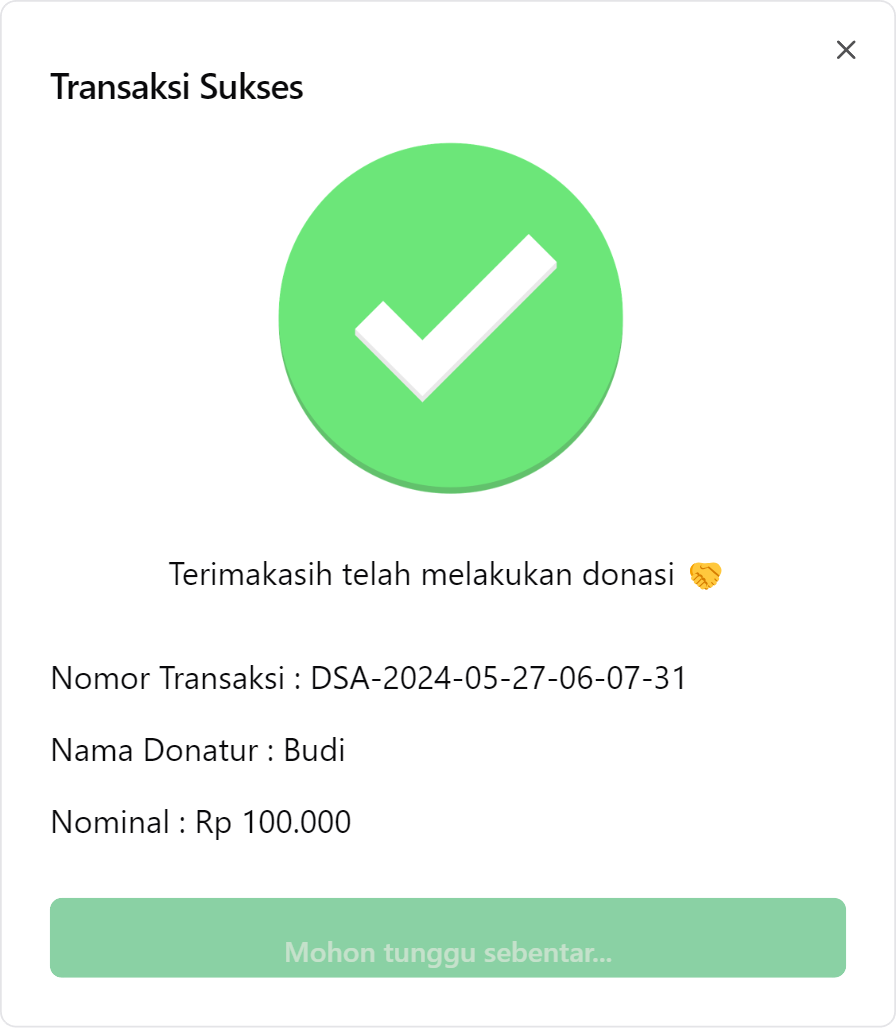 Transaksi Sukses
Terimakasih telah melakukan donasi 🤝
Nomor Transaksi : DSA-2024-05-27-06-07-31
Nama Donatur : Budi
Nominal : Rp 100.000
Mohon tunggu sebentar...